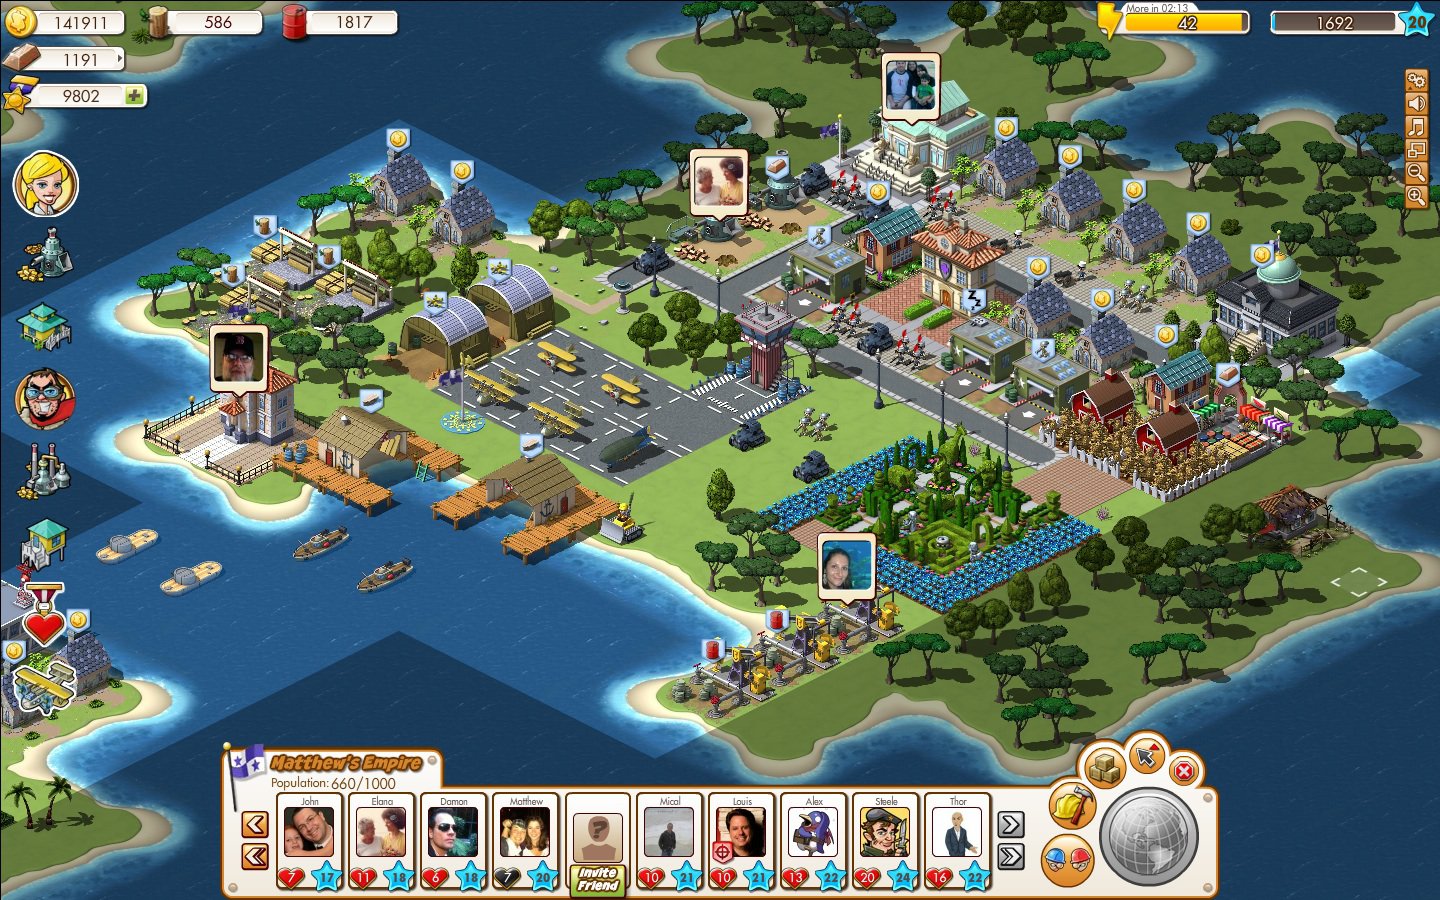 141911
586
1817
More in 02:13
42
1692
20
1191
9802
Z
z
Matthew's Empire
Population: 660/1000
John
Elana
Damon
Matthew
Mical
Louis
Alex
Steele
Thor
?
7
17
11
18
6
18
7
20
Invite
Friend
10
21
10
21
13
22
20
24
16
22